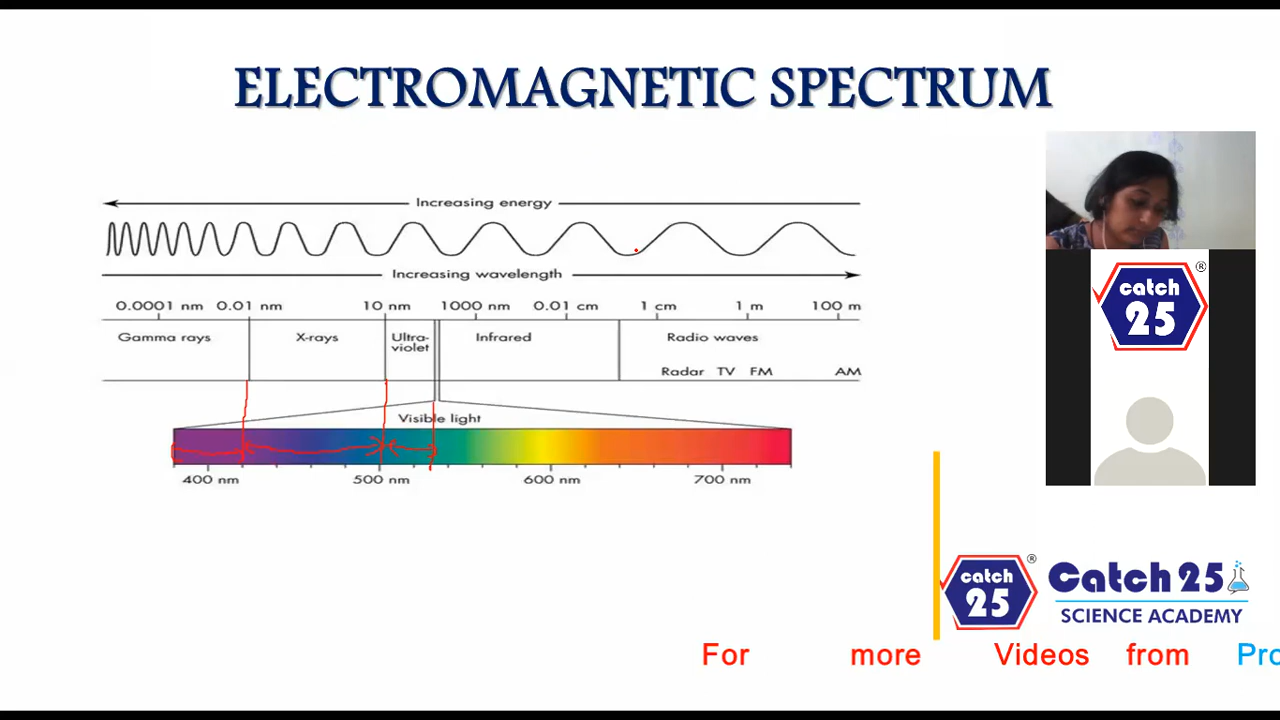 ELECTROMAGNETIC SPECTRUM
Increasing energy
Increasing wavelength
0.0001 nm 0.01 nm 10 nm 1000 nm 0.01 cm 1 cm 1 m 100 m
Gamma rays X-rays Ultra-violet Infrared Radio waves
Radar TV FM AM
Visible light
400 nm 500 nm 600 nm 700 nm
catch ®
25
catch ®
25
Catch 25
SCIENCE ACADEMY
For more Videos from Pro